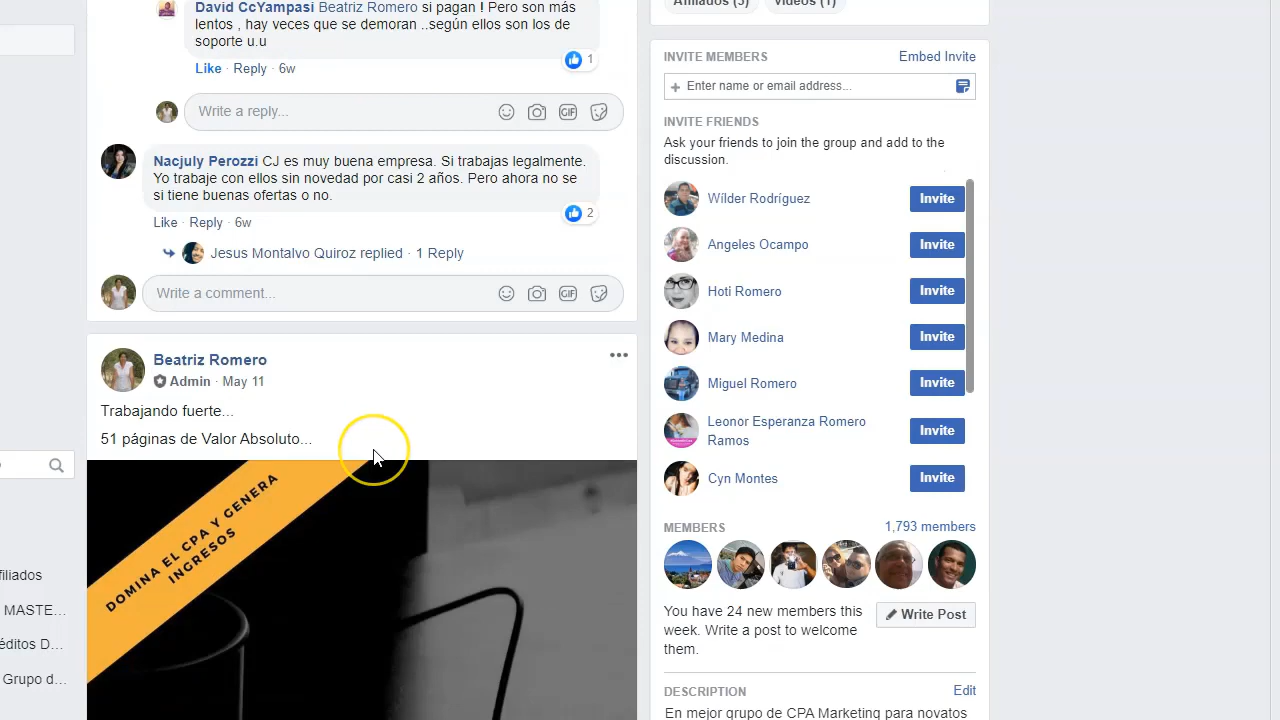 David CcYampasi Beatriz Romero si pagan ! Pero son más
lentos , hay veces que se demoran ..según ellos son los de
soporte u.u
1
Like · Reply · 6w
Write a reply...
GIF
Nacjuly Perozzi CJ es muy buena empresa. Si trabajas legalmente.
Yo trabaje con ellos sin novedad por casi 2 años. Pero ahora no se
si tiene buenas ofertas o no.
2
Like · Reply · 6w
Jesus Montalvo Quiroz replied · 1 Reply
Write a comment...
GIF
Beatriz Romero
Admin · May 11
Trabajando fuerte...
51 páginas de Valor Absoluto...
DOMINA EL CPA Y GENERA
INGRESOS
filiados
MASTE...
éditos D...
Grupo d...
Afiliados (5)
Videos (1)
INVITE MEMBERS
Embed Invite
+ Enter name or email address...
INVITE FRIENDS
Ask your friends to join the group and add to the
discussion.
Wílder Rodríguez
Invite
Angeles Ocampo
Invite
Hoti Romero
Invite
Mary Medina
Invite
Miguel Romero
Invite
Leonor Esperanza Romero
Ramos
Invite
Cyn Montes
Invite
MEMBERS
1,793 members
You have 24 new members this
week. Write a post to welcome
them.
Write Post
DESCRIPTION
Edit
En mejor grupo de CPA Marketing para novatos